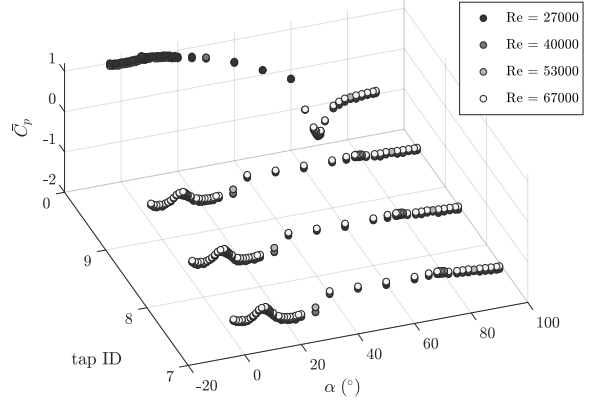 Re = 27000
Re = 40000
Re = 53000
Re = 67000
1
0
-1
-2
C̄p
0
9
8
7
tap ID
-20
0
20
40
60
80
100
α (°)